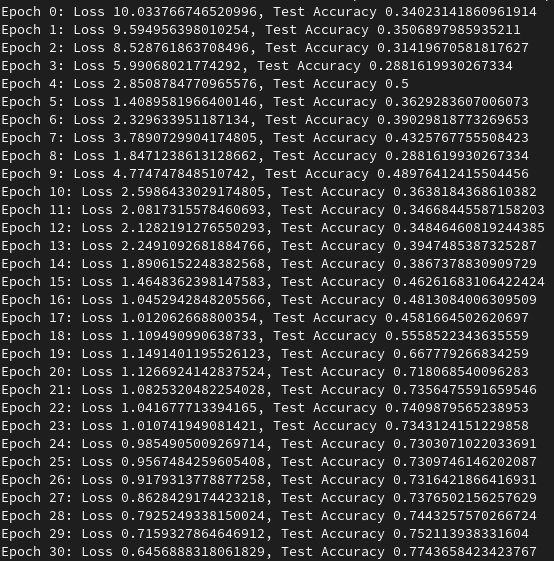 Epoch 0: Loss 10.033766746520996, Test Accuracy 0.34023141860961914
Epoch 1: Loss 9.594956398010254, Test Accuracy 0.3506897985935211
Epoch 2: Loss 8.528761863708496, Test Accuracy 0.31419670581817627
Epoch 3: Loss 5.99068021774292, Test Accuracy 0.2881619930267334
Epoch 4: Loss 2.8508784770965576, Test Accuracy 0.5
Epoch 5: Loss 1.4089581966400146, Test Accuracy 0.3629283607006073
Epoch 6: Loss 2.329633951187134, Test Accuracy 0.39029818773269653
Epoch 7: Loss 3.7890729904174805, Test Accuracy 0.4325767755508423
Epoch 8: Loss 1.8471238613128662, Test Accuracy 0.2881619930267334
Epoch 9: Loss 4.774747848510742, Test Accuracy 0.48976412415504456
Epoch 10: Loss 2.5986433029174805, Test Accuracy 0.3638184368610382
Epoch 11: Loss 2.0817315578460693, Test Accuracy 0.34668445587158203
Epoch 12: Loss 2.1282191276550293, Test Accuracy 0.34846460819244385
Epoch 13: Loss 2.2491092681884766, Test Accuracy 0.3947485387325287
Epoch 14: Loss 1.8906152248382568, Test Accuracy 0.3867378830909729
Epoch 15: Loss 1.4648362398147583, Test Accuracy 0.46261683106422424
Epoch 16: Loss 1.0452942848205566, Test Accuracy 0.4813084006309509
Epoch 17: Loss 1.012062668800354, Test Accuracy 0.4581664502620697
Epoch 18: Loss 1.109490990638733, Test Accuracy 0.5558522343635559
Epoch 19: Loss 1.1491401195526123, Test Accuracy 0.667779266834259
Epoch 20: Loss 1.1266924142837524, Test Accuracy 0.718068540096283
Epoch 21: Loss 1.0825320482254028, Test Accuracy 0.7356475591659546
Epoch 22: Loss 1.041677713394165, Test Accuracy 0.7409879565238953
Epoch 23: Loss 1.010741949081421, Test Accuracy 0.7343124151229858
Epoch 24: Loss 0.9854905009269714, Test Accuracy 0.7303071022033691
Epoch 25: Loss 0.9567484259605408, Test Accuracy 0.7309746146202087
Epoch 26: Loss 0.9179313778877258, Test Accuracy 0.7316421866416931
Epoch 27: Loss 0.8628429174423218, Test Accuracy 0.7376502156257629
Epoch 28: Loss 0.7925249338150024, Test Accuracy 0.7443257570266724
Epoch 29: Loss 0.7159327864646912, Test Accuracy 0.752113938331604
Epoch 30: Loss 0.6456888318061829, Test Accuracy 0.7743658423423767